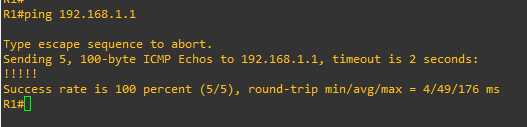 R1#
R1#ping 192.168.1.1
Type escape sequence to abort.
Sending 5, 100-byte ICMP Echos to 192.168.1.1, timeout is 2 seconds:
!!!!!
Success rate is 100 percent (5/5), round-trip min/avg/max = 4/49/176 ms
R1#